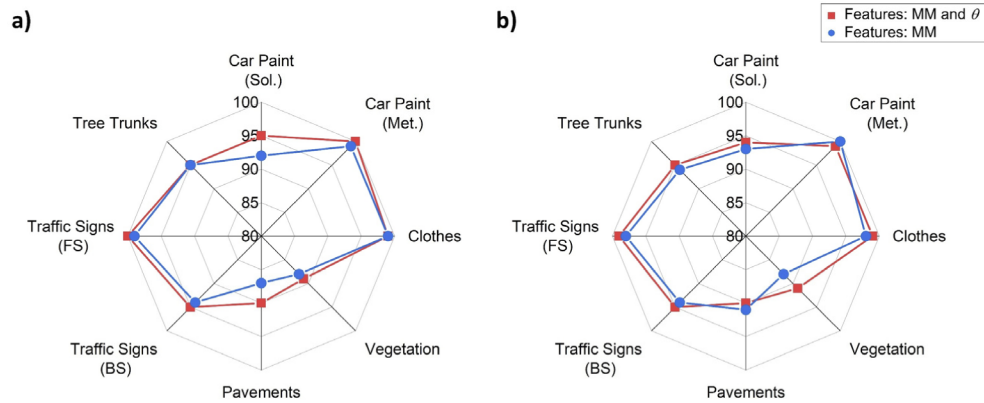 a)
Car Paint
(Sol.)
Car Paint
(Met.)
Clothes
Vegetation
Pavements
Traffic Signs
(BS)
Traffic Signs
(FS)
Tree Trunks
100
95
90
85
80
b)
Features: MM and θ
Features: MM
Car Paint
(Sol.)
Car Paint
(Met.)
Clothes
Vegetation
Pavements
Traffic Signs
(BS)
Traffic Signs
(FS)
Tree Trunks
100
95
90
85
80